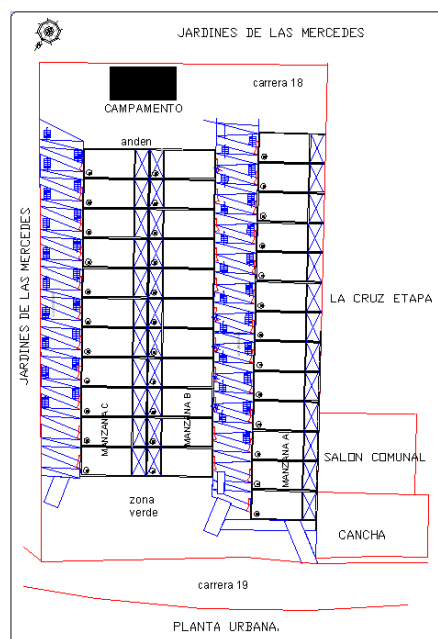 JARDINES DE LAS MERCEDES
carrera 18
CAMPAMENTO
anden
JARDINES DE LAS MERCEDES
LA CRUZ ETAPA
MANZANA C
MANZANA B
MANZANA A
SALON COMUNAL
zona
verde
CANCHA
carrera 19
PLANTA URBANA.